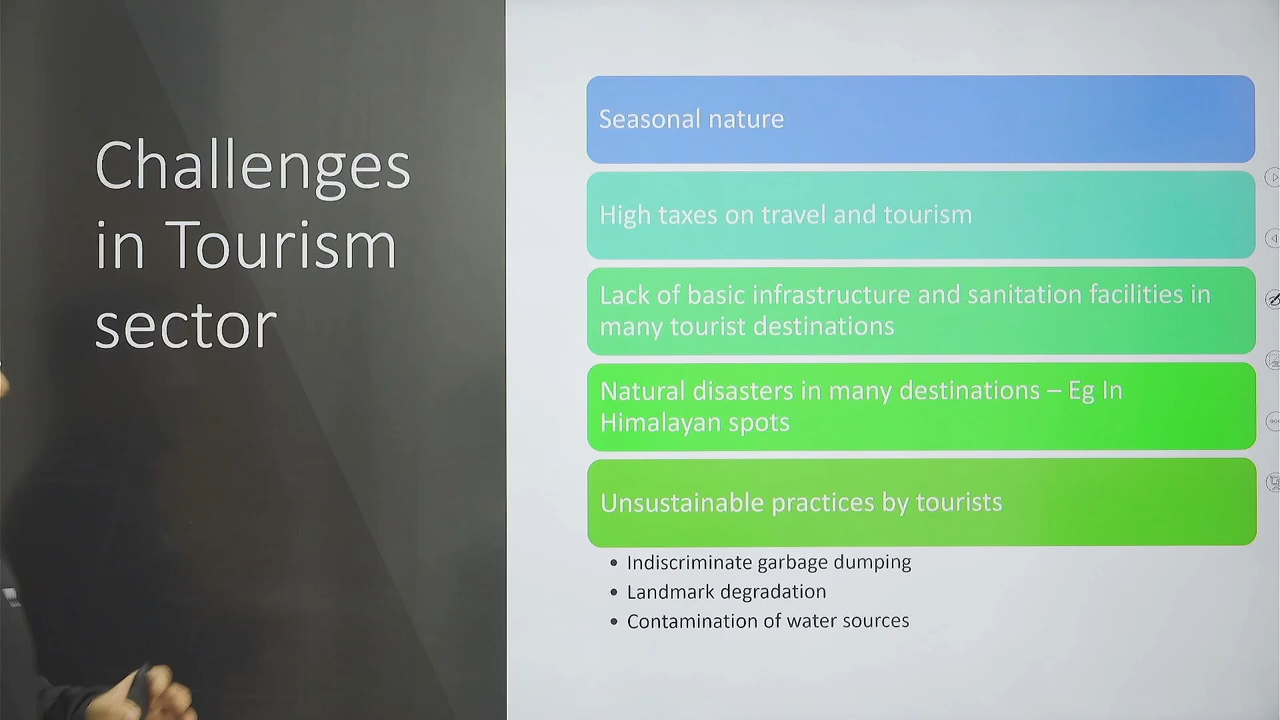 Challenges
in Tourism
sector
Seasonal nature
High taxes on travel and tourism
Lack of basic infrastructure and sanitation facilities in
many tourist destinations
Natural disasters in many destinations – Eg In
Himalayan spots
Unsustainable practices by tourists
• Indiscriminate garbage dumping
• Landmark degradation
• Contamination of water sources